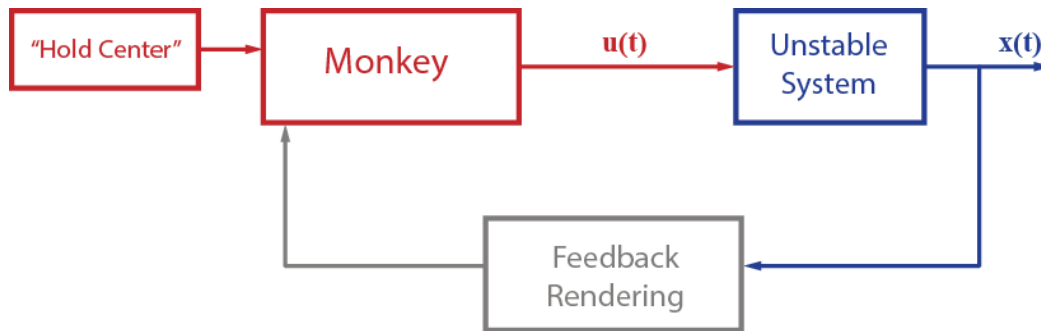 “Hold Center”
Monkey
u(t)
Unstable
System
x(t)
Feedback
Rendering